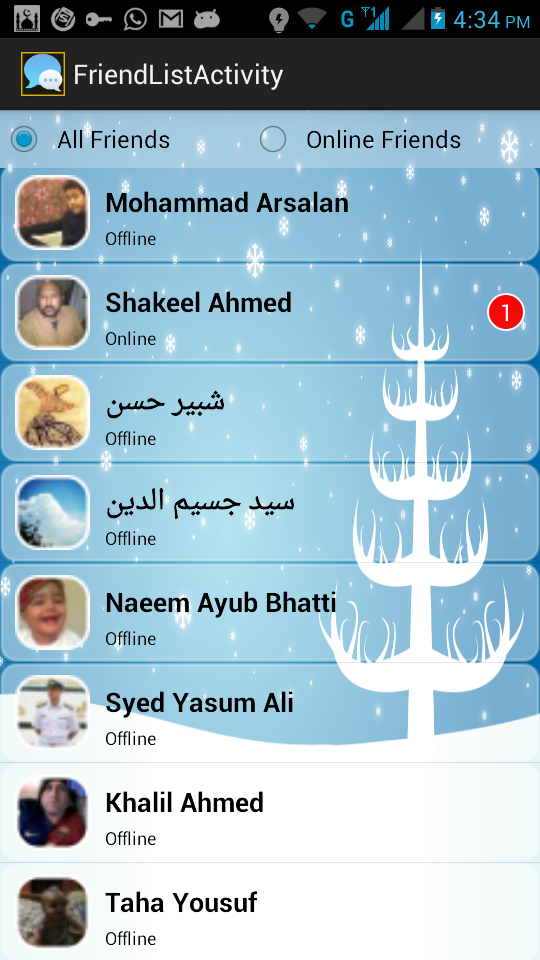 G
4:34 PM
FriendListActivity
All Friends
Online Friends
Mohammad Arsalan
Offline
Shakeel Ahmed
Online
1
شبیر حسن
Offline
سید جسیم الدین
Offline
Naeem Ayub Bhatti
Offline
Syed Yasum Ali
Offline
Khalil Ahmed
Offline
Taha Yousuf
Offline